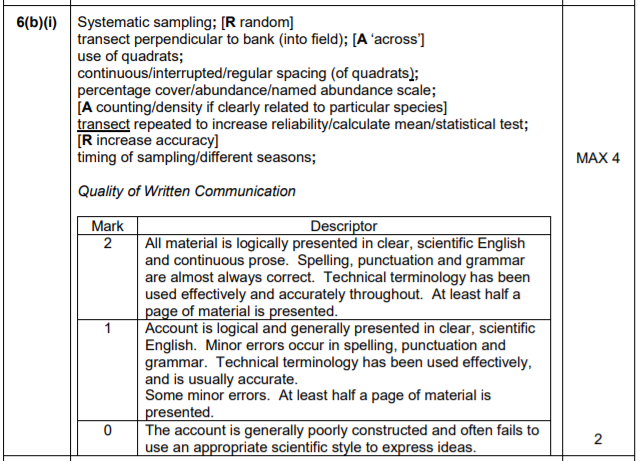 6(b)(i)
Systematic sampling; [R random]
transect perpendicular to bank (into field); [A ‘across’]
use of quadrats;
continuous/interrupted/regular spacing (of quadrats);
percentage cover/abundance/named abundance scale;
[A counting/density if clearly related to particular species]
transect repeated to increase reliability/calculate mean/statistical test;
[R increase accuracy]
timing of sampling/different seasons;
MAX 4
Quality of Written Communication
Mark
Descriptor
2
All material is logically presented in clear, scientific English
and continuous prose. Spelling, punctuation and grammar
are almost always correct. Technical terminology has been
used effectively and accurately throughout. At least half a
page of material is presented.
1
Account is logical and generally presented in clear, scientific
English. Minor errors occur in spelling, punctuation and
grammar. Technical terminology has been used effectively,
and is usually accurate.
Some minor errors. At least half a page of material is
presented.
0
The account is generally poorly constructed and often fails to
use an appropriate scientific style to express ideas.
2